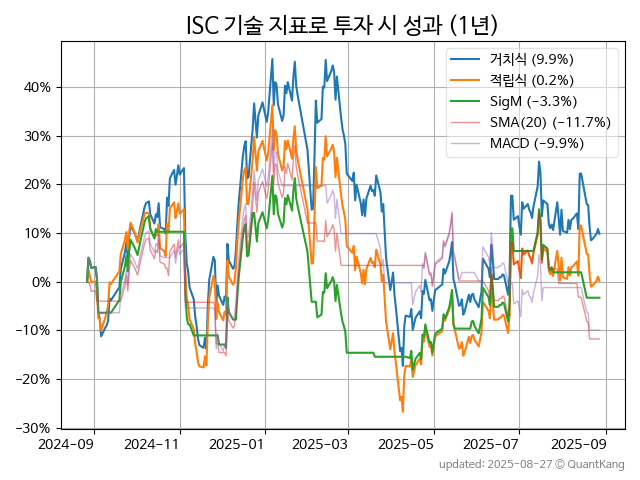 ISC 기술 지표로 투자 시 성과 (1년)
거치식 (9.9%)
적립식 (0.2%)
SigM (−3.3%)
SMA(20) (−11.7%)
MACD (−9.9%)
40%
30%
20%
10%
0%
−10%
−20%
−30%
2024-09 2024-11 2025-01 2025-03 2025-05 2025-07 2025-09
updated: 2025-08-27 © QuantKang